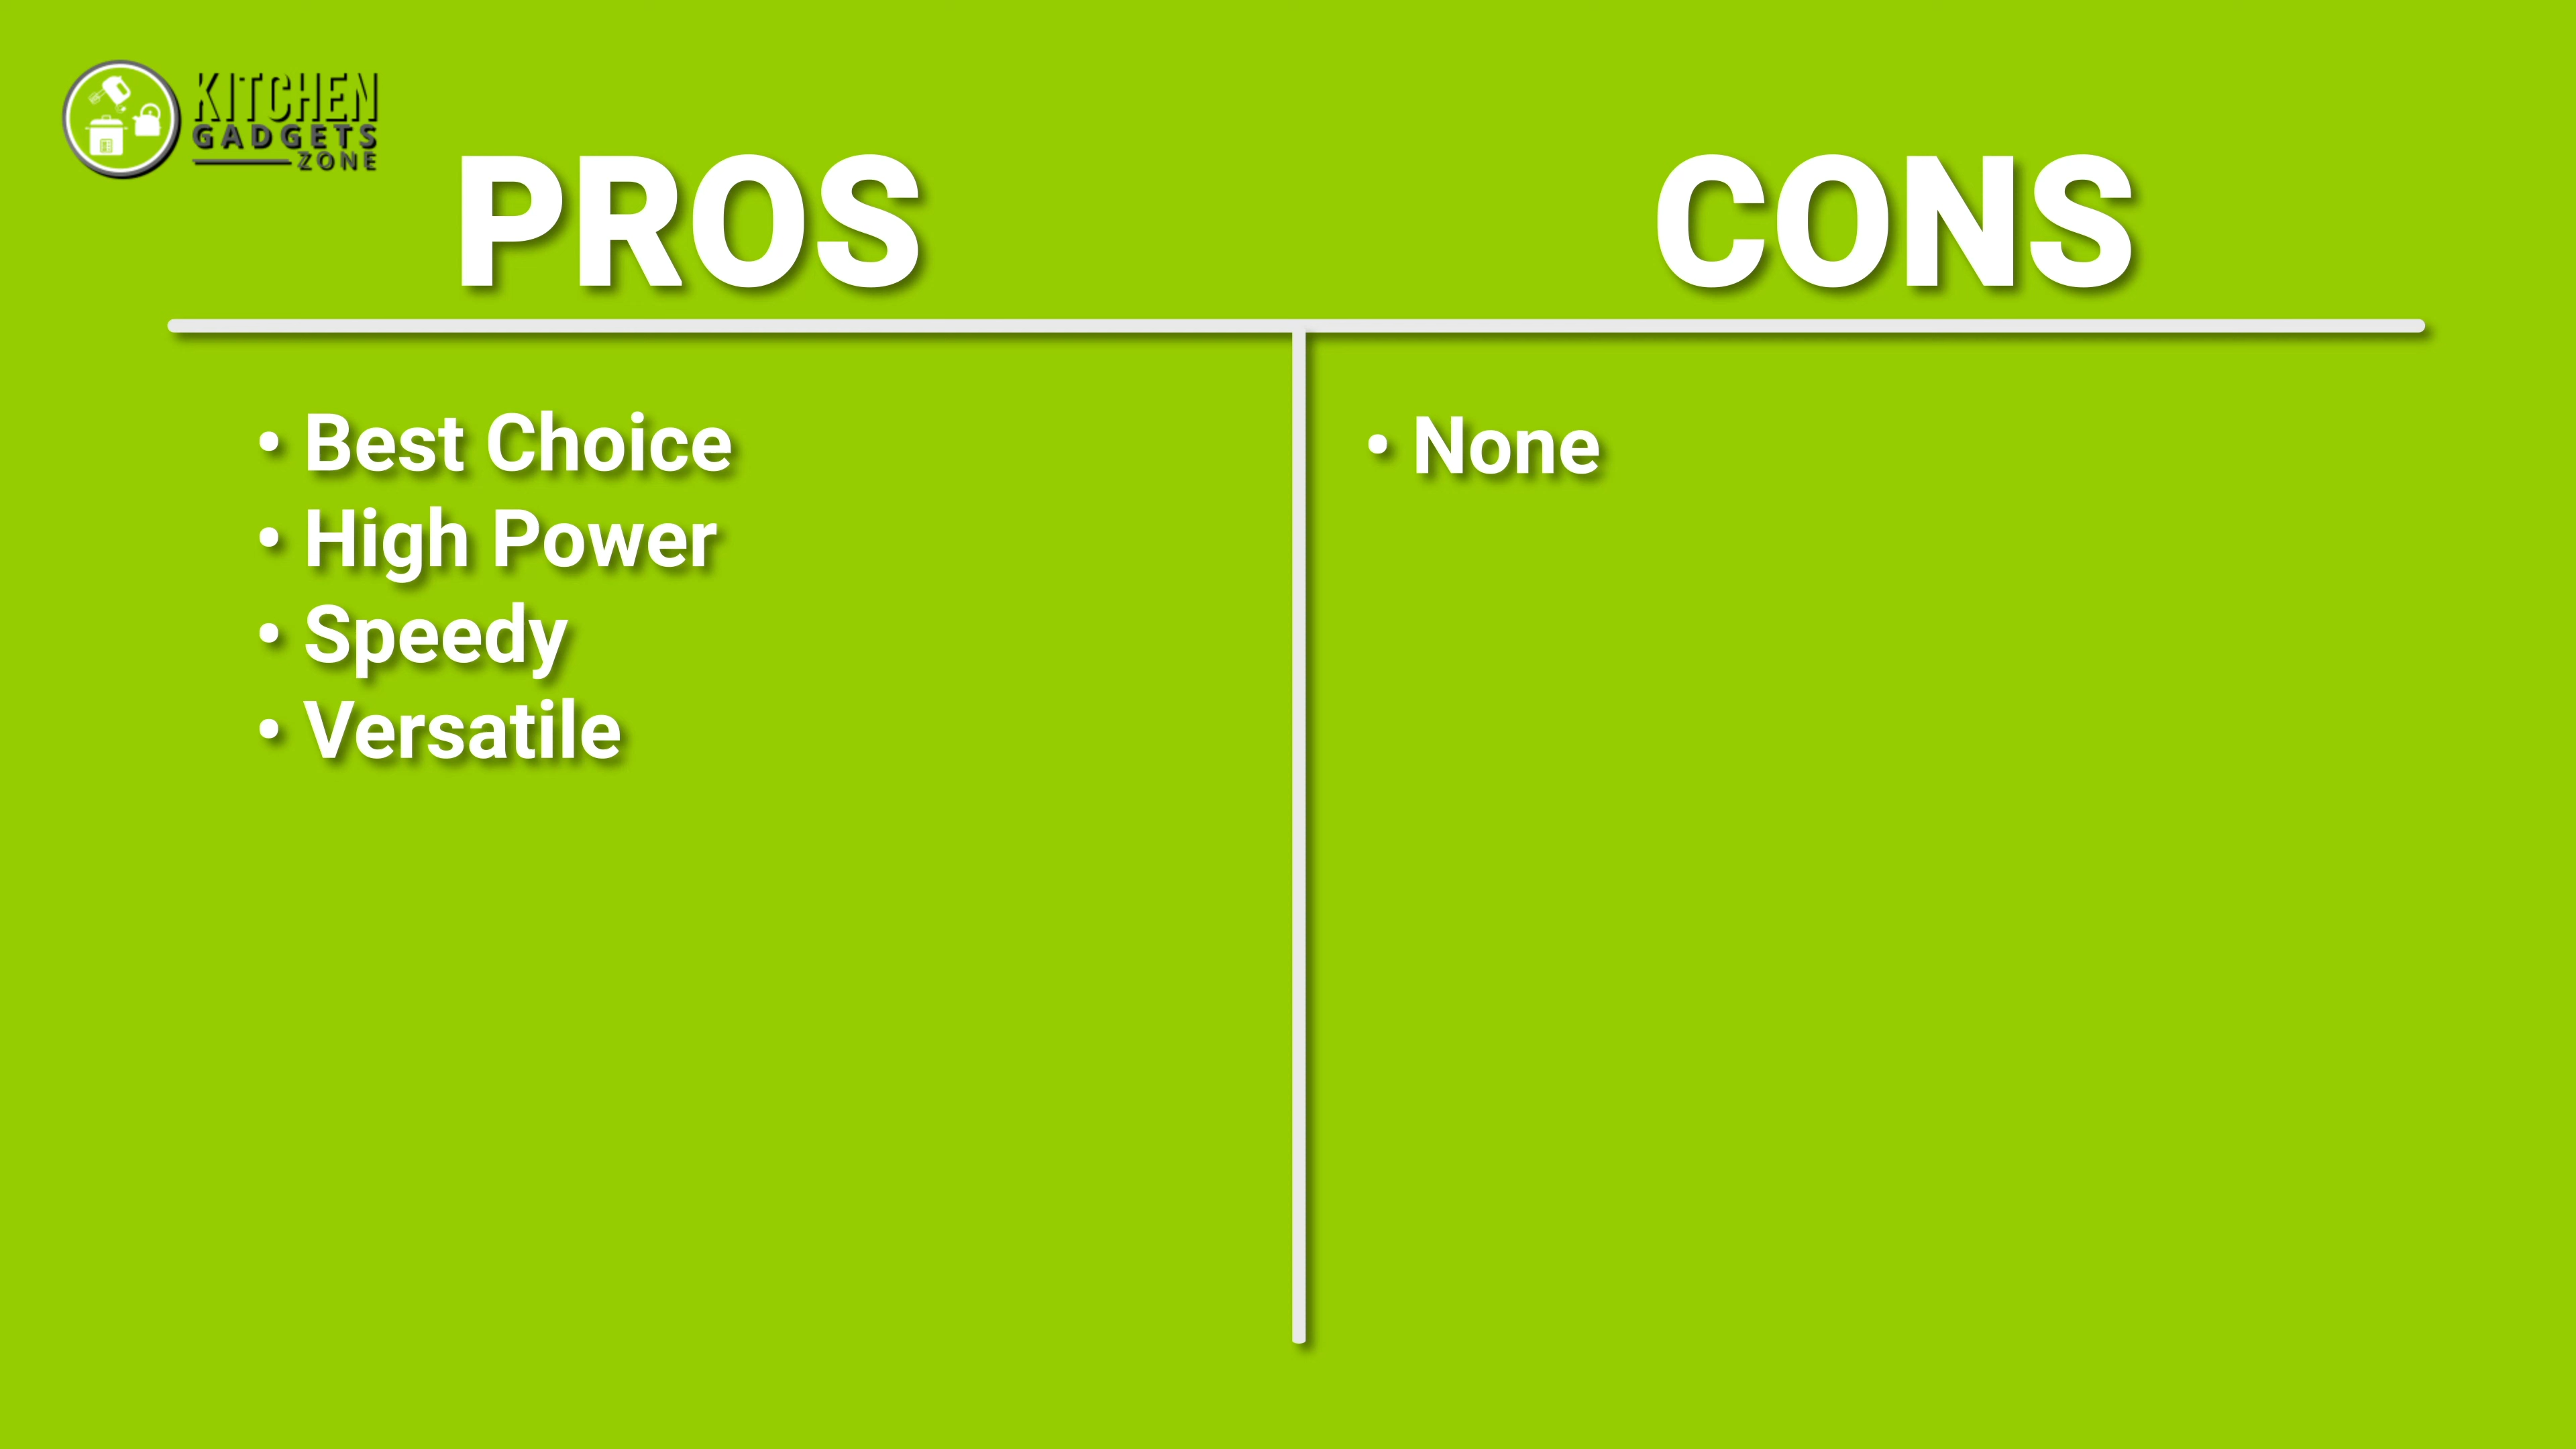 KITCHEN
GADGETS
ZONE
PROS
CONS
• Best Choice
• High Power
• Speedy
• Versatile
• None